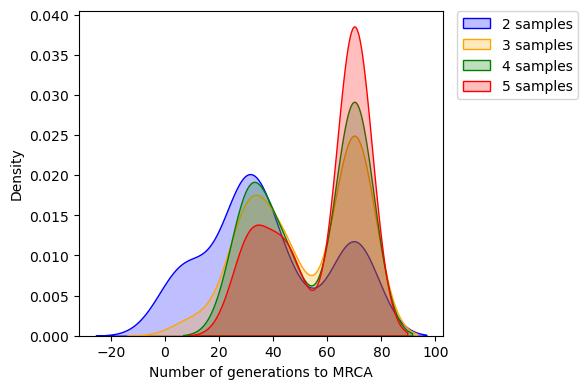 0.040
0.035
0.030
0.025
0.020
0.015
0.010
0.005
0.000
Density
−20
0
20
40
60
80
100
Number of generations to MRCA
2 samples
3 samples
4 samples
5 samples